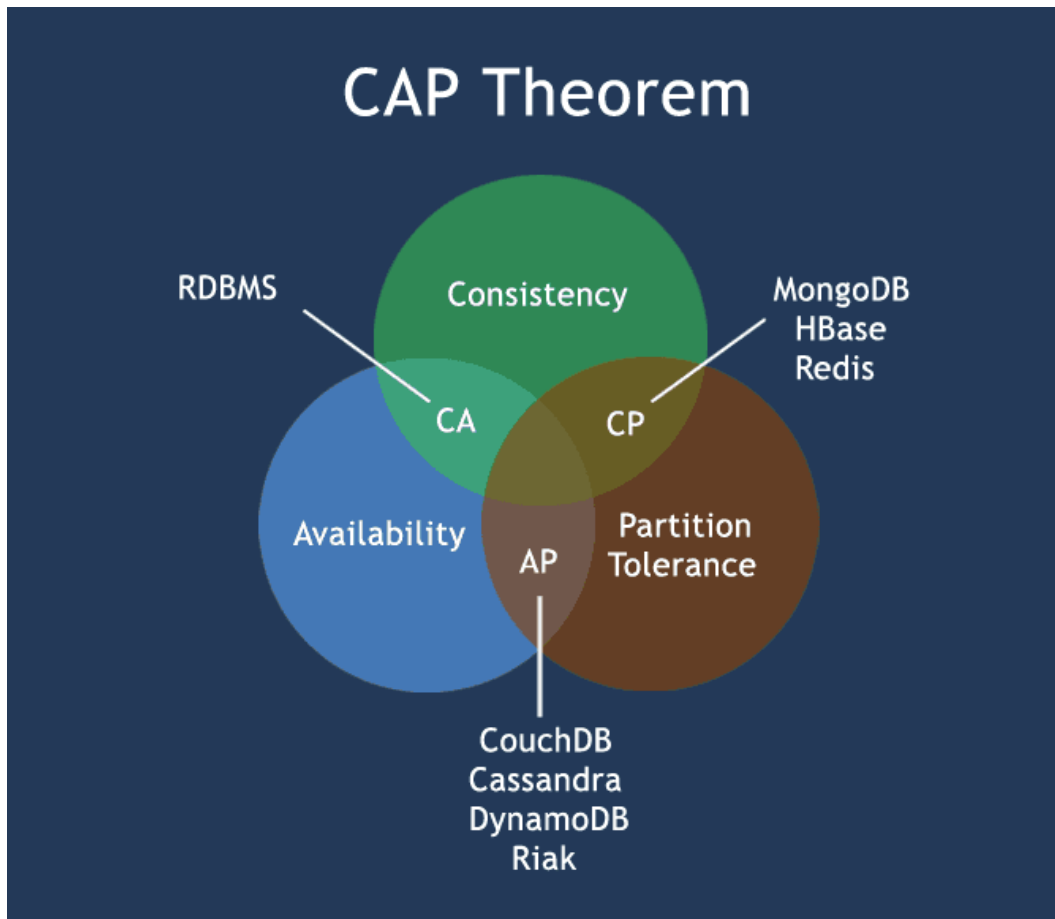 CAP Theorem
RDBMS
Consistency
MongoDB
HBase
Redis
CA
CP
Availability
Partition
Tolerance
AP
CouchDB
Cassandra
DynamoDB
Riak